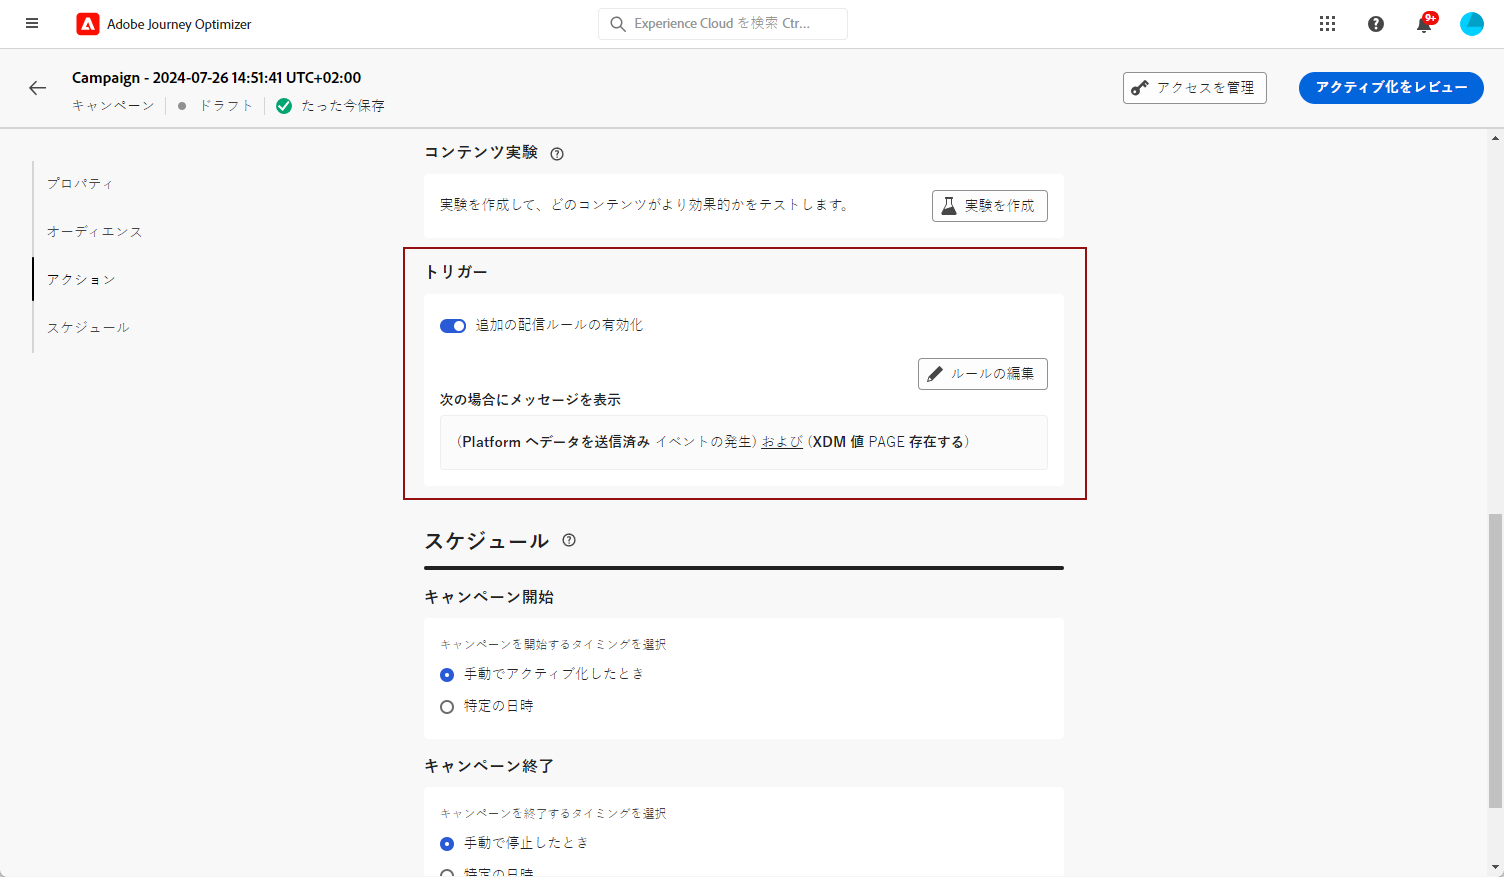 Adobe Journey Optimizer
Experience Cloud を検索 Ctr...
9+
Campaign - 2024-07-26 14:51:41 UTC+02:00
キャンペーン ドラフト たった今保存
アクセスを管理
アクティブ化をレビュー
プロパティ
オーディエンス
アクション
スケジュール
コンテンツ実験
実験を作成して、どのコンテンツがより効果的かをテストします。
実験を作成
トリガー
追加の配信ルールの有効化
ルールの編集
次の場合にメッセージを表示
(Platform へデータを送信済み イベントの発生) および (XDM 値 PAGE 存在する)
スケジュール
キャンペーン開始
キャンペーンを開始するタイミングを選択
手動でアクティブ化したとき
特定の日時
キャンペーン終了
キャンペーンを終了するタイミングを選択
手動で停止したとき
特定の日時